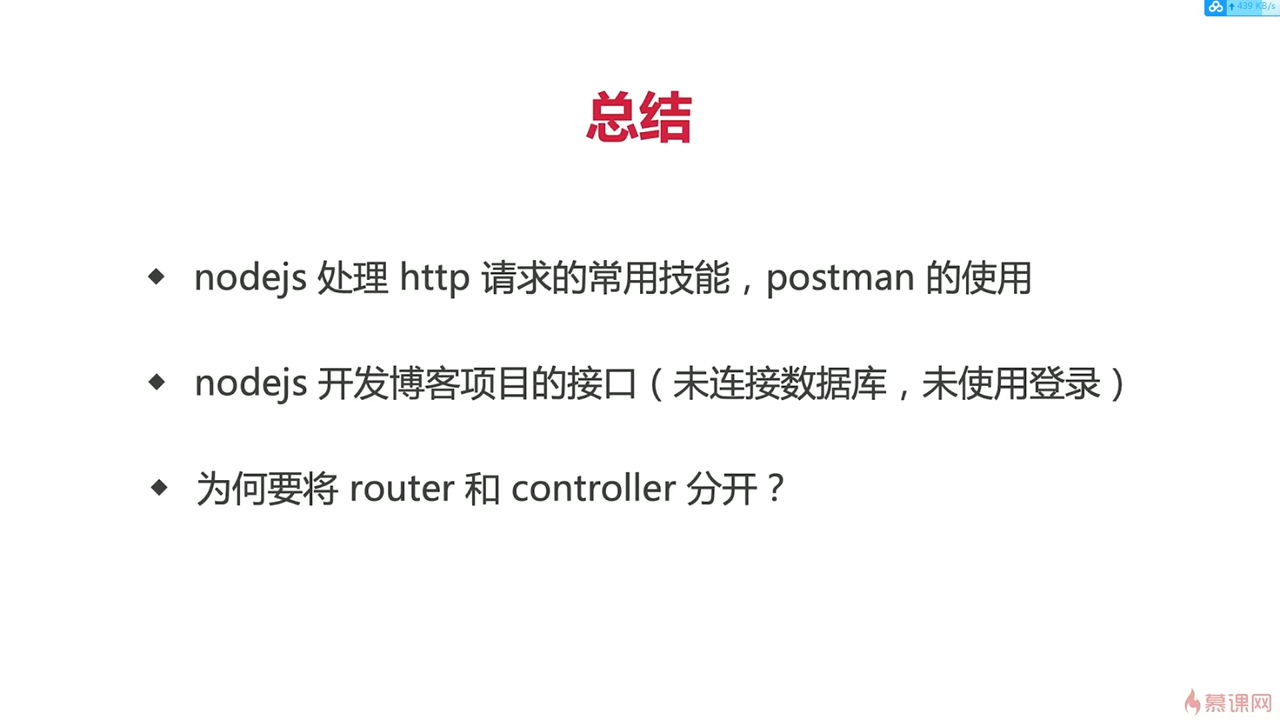 439 KB/s
总结
nodejs 处理 http 请求的常用技能，postman 的使用
nodejs 开发博客项目的接口（未连接数据库，未使用登录）
为何要将 router 和 controller 分开？
慕课网